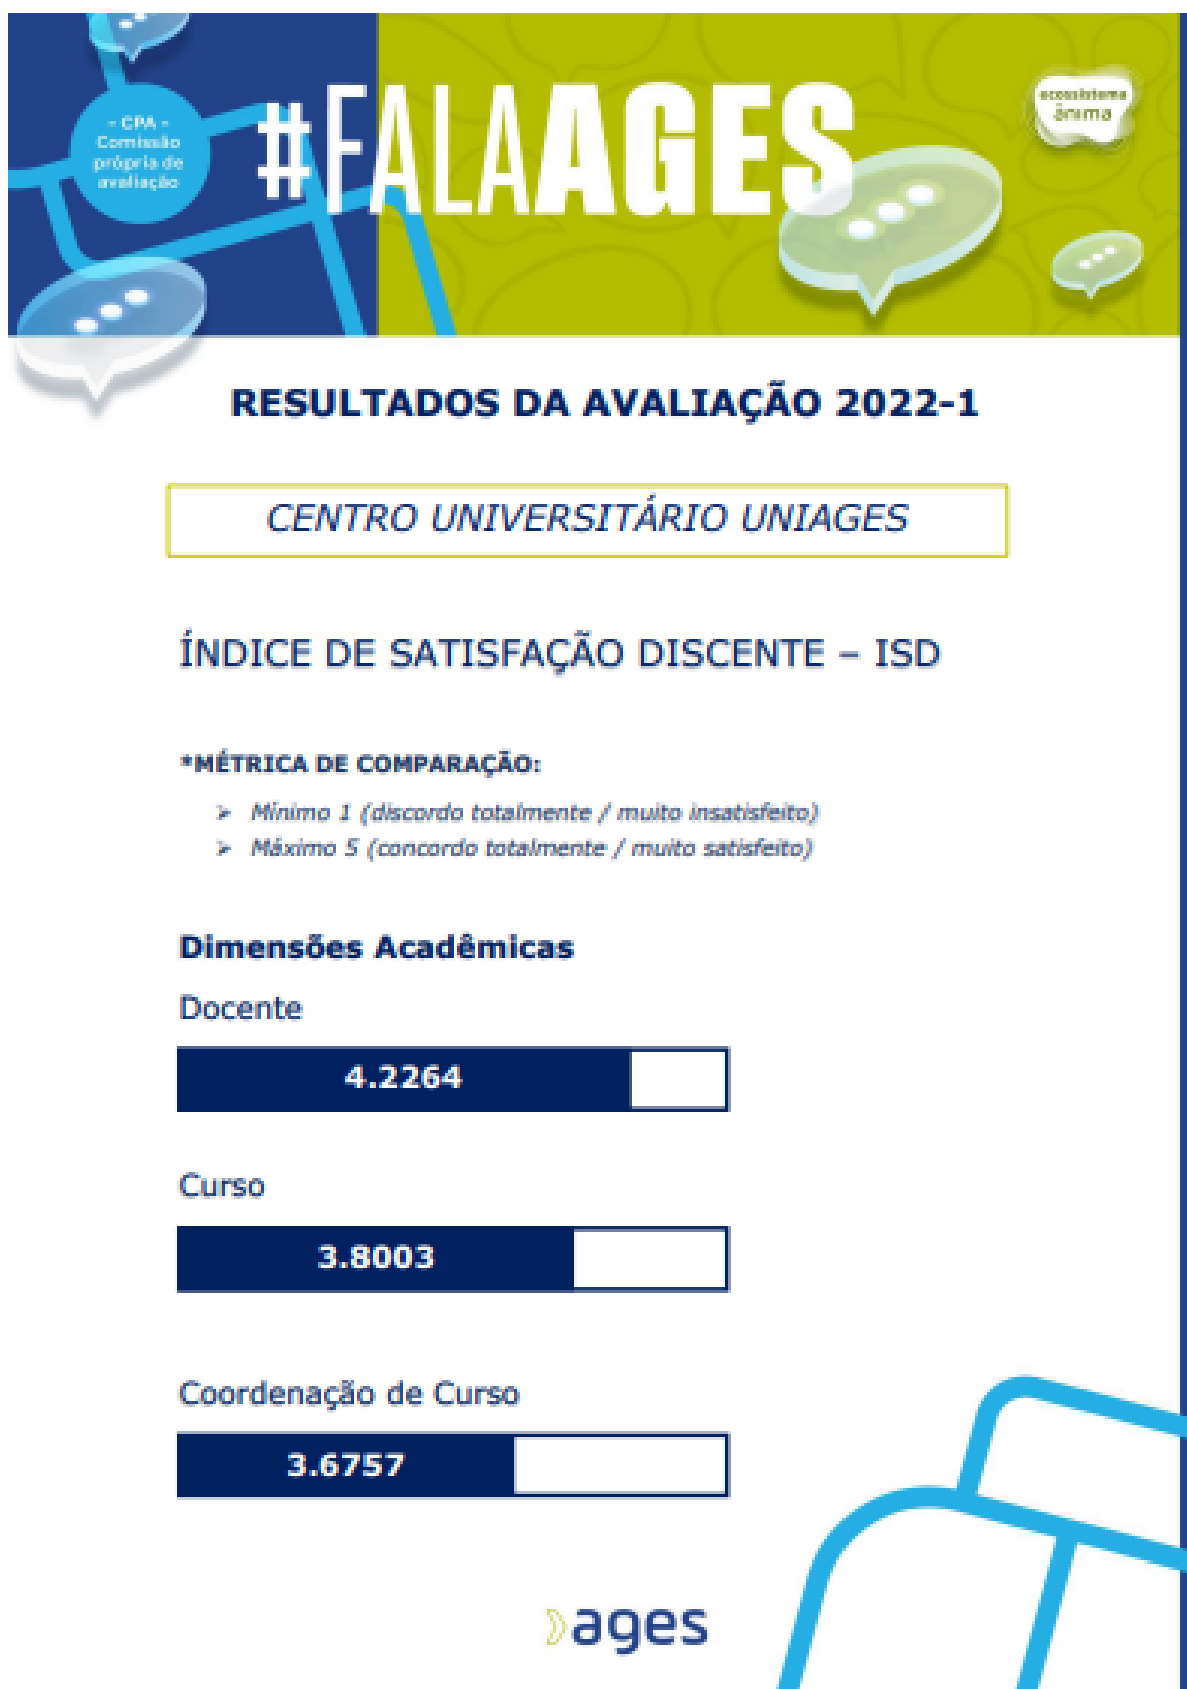 - CPA -
Comissão
própria de
avaliação
#FALAAGES
ecossistema
ânima
RESULTADOS DA AVALIAÇÃO 2022-1
CENTRO UNIVERSITÁRIO UNIAGES
ÍNDICE DE SATISFAÇÃO DISCENTE – ISD
*MÉTRICA DE COMPARAÇÃO:
➢ Mínimo 1 (discordo totalmente / muito insatisfeito)
➢ Máximo 5 (concordo totalmente / muito satisfeito)
Dimensões Acadêmicas
Docente
4.2264
Curso
3.8003
Coordenação de Curso
3.6757
ages